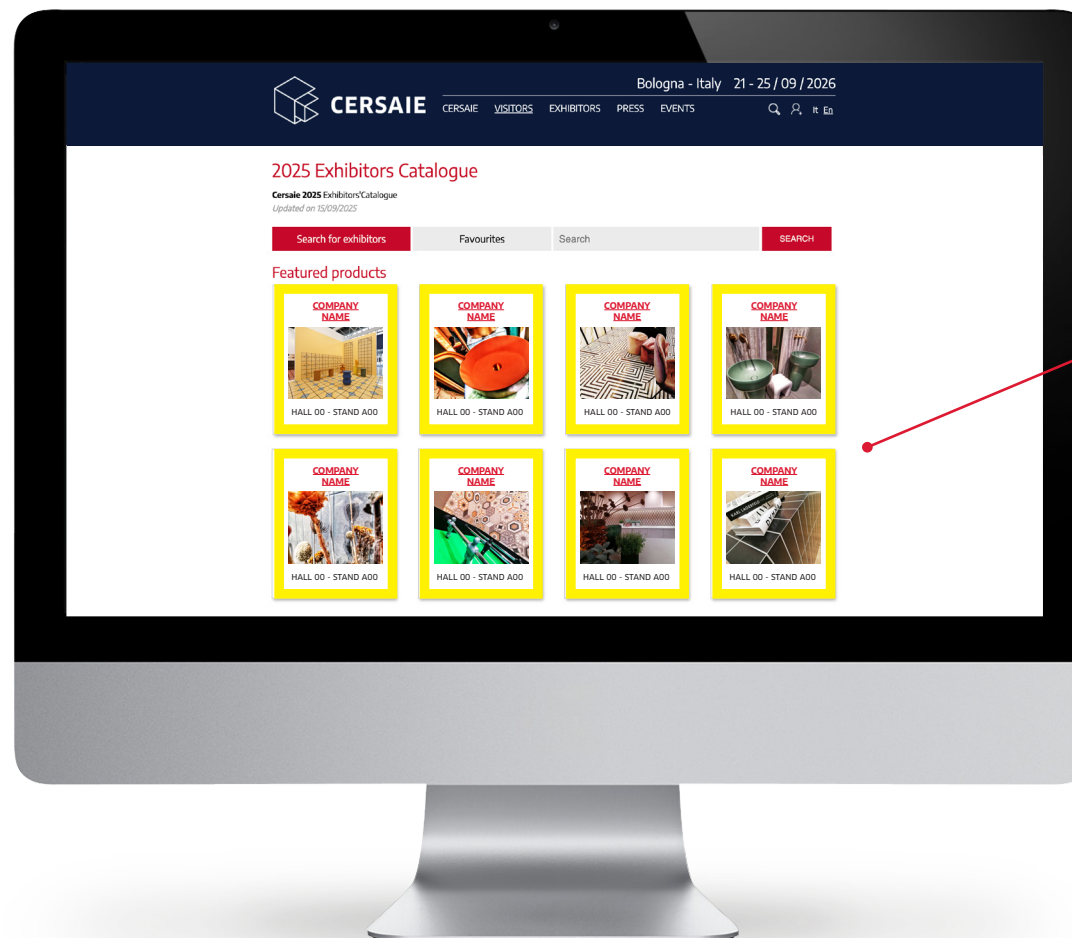 Bologna - Italy 21 - 25 / 09 / 2026
CERSAIE
CERSAIE VISITORS EXHIBITORS PRESS EVENTS It En
2025 Exhibitors Catalogue
Cersaie 2025 Exhibitors'Catalogue
Updated on 15/09/2025
Search for exhibitors Favourites Search SEARCH
Featured products
COMPANY
NAME
HALL 00 - STAND A00
COMPANY
NAME
HALL 00 - STAND A00
COMPANY
NAME
HALL 00 - STAND A00
COMPANY
NAME
HALL 00 - STAND A00
COMPANY
NAME
HALL 00 - STAND A00
COMPANY
NAME
HALL 00 - STAND A00
COMPANY
NAME
HALL 00 - STAND A00
COMPANY
NAME
KARL LAGERFELD
HALL 00 - STAND A00